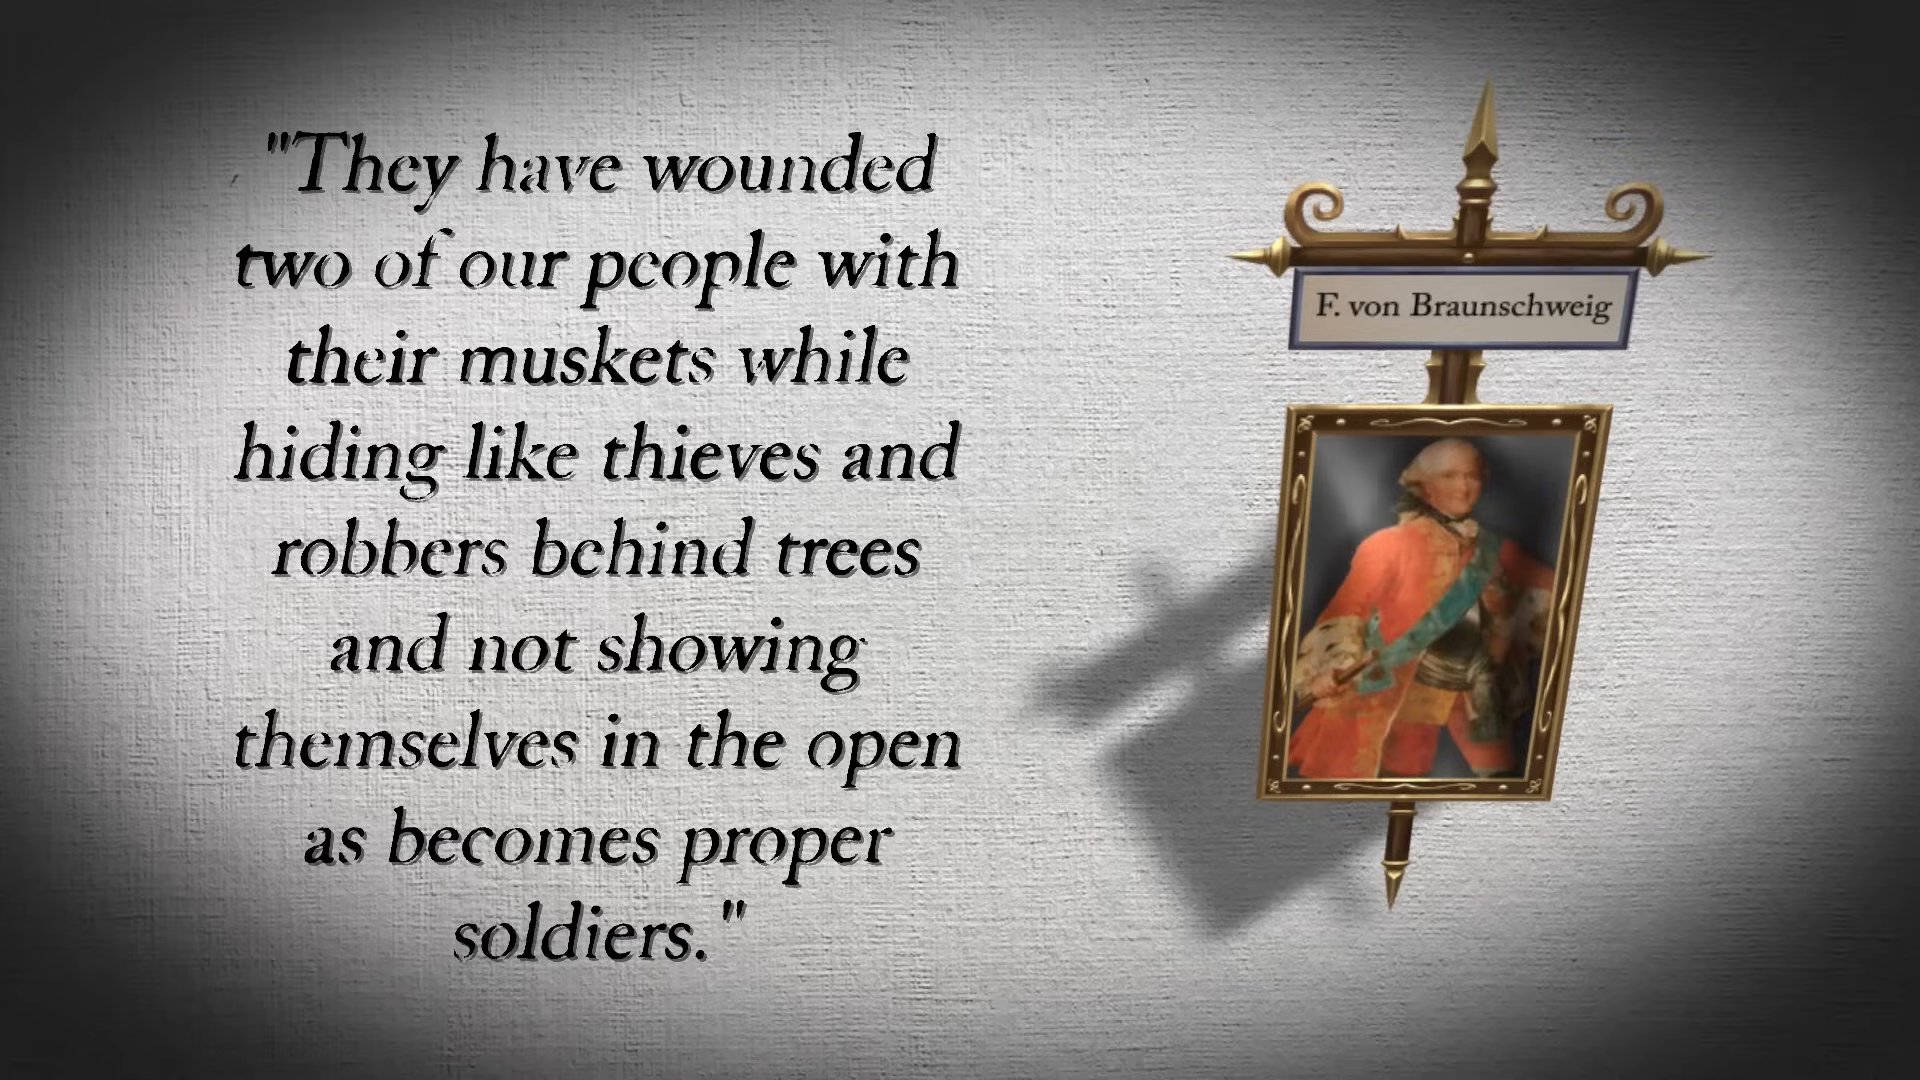 "They have wounded
two of our people with
their muskets while
hiding like thieves and
robbers behind trees
and not showing
themselves in the open
as becomes proper
soldiers."
F. von Braunschweig